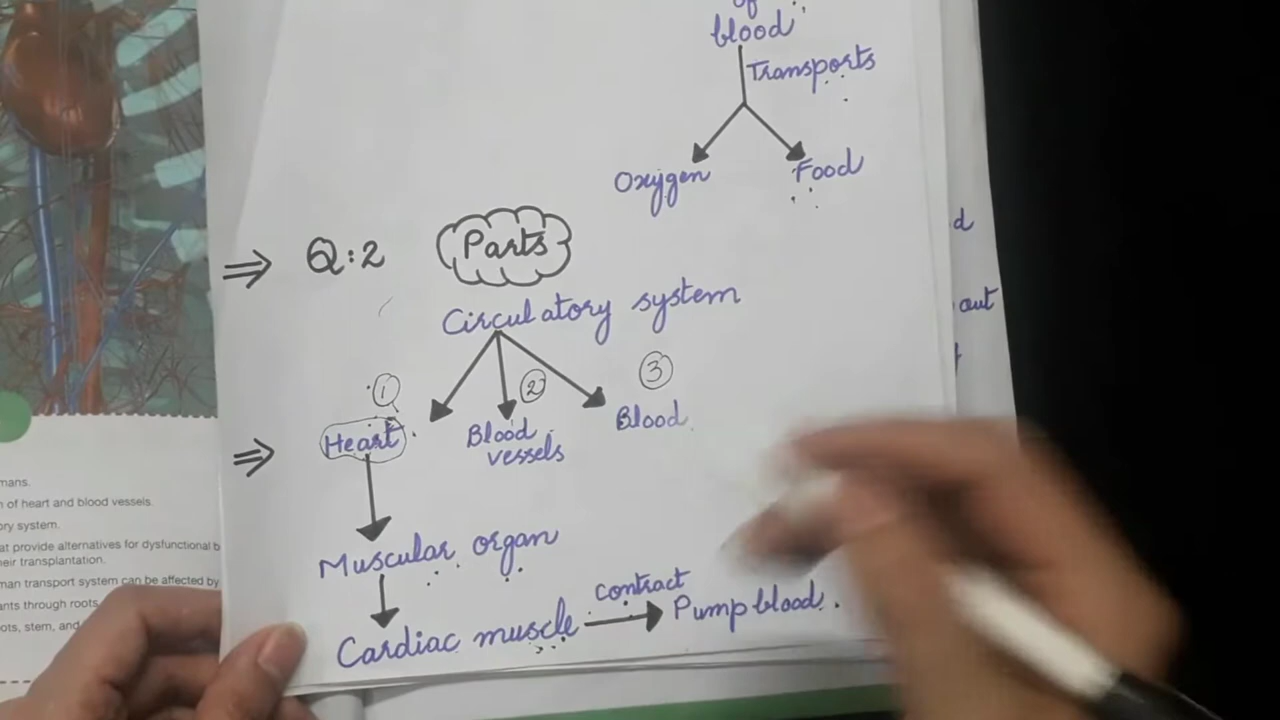 of
blood
Transports
Oxygen
Food
Q:2
Parts
Circulatory system
1
2
3
Heart
Blood
vessels
Blood
Muscular organ
Cardiac muscle
contract
Pump blood.
d
out
mans.
n of heart and blood vessels.
ory system.
at provide alternatives for dysfunctional b
heir transplantation.
man transport system can be affected by
ants through roots
ots, stem, and